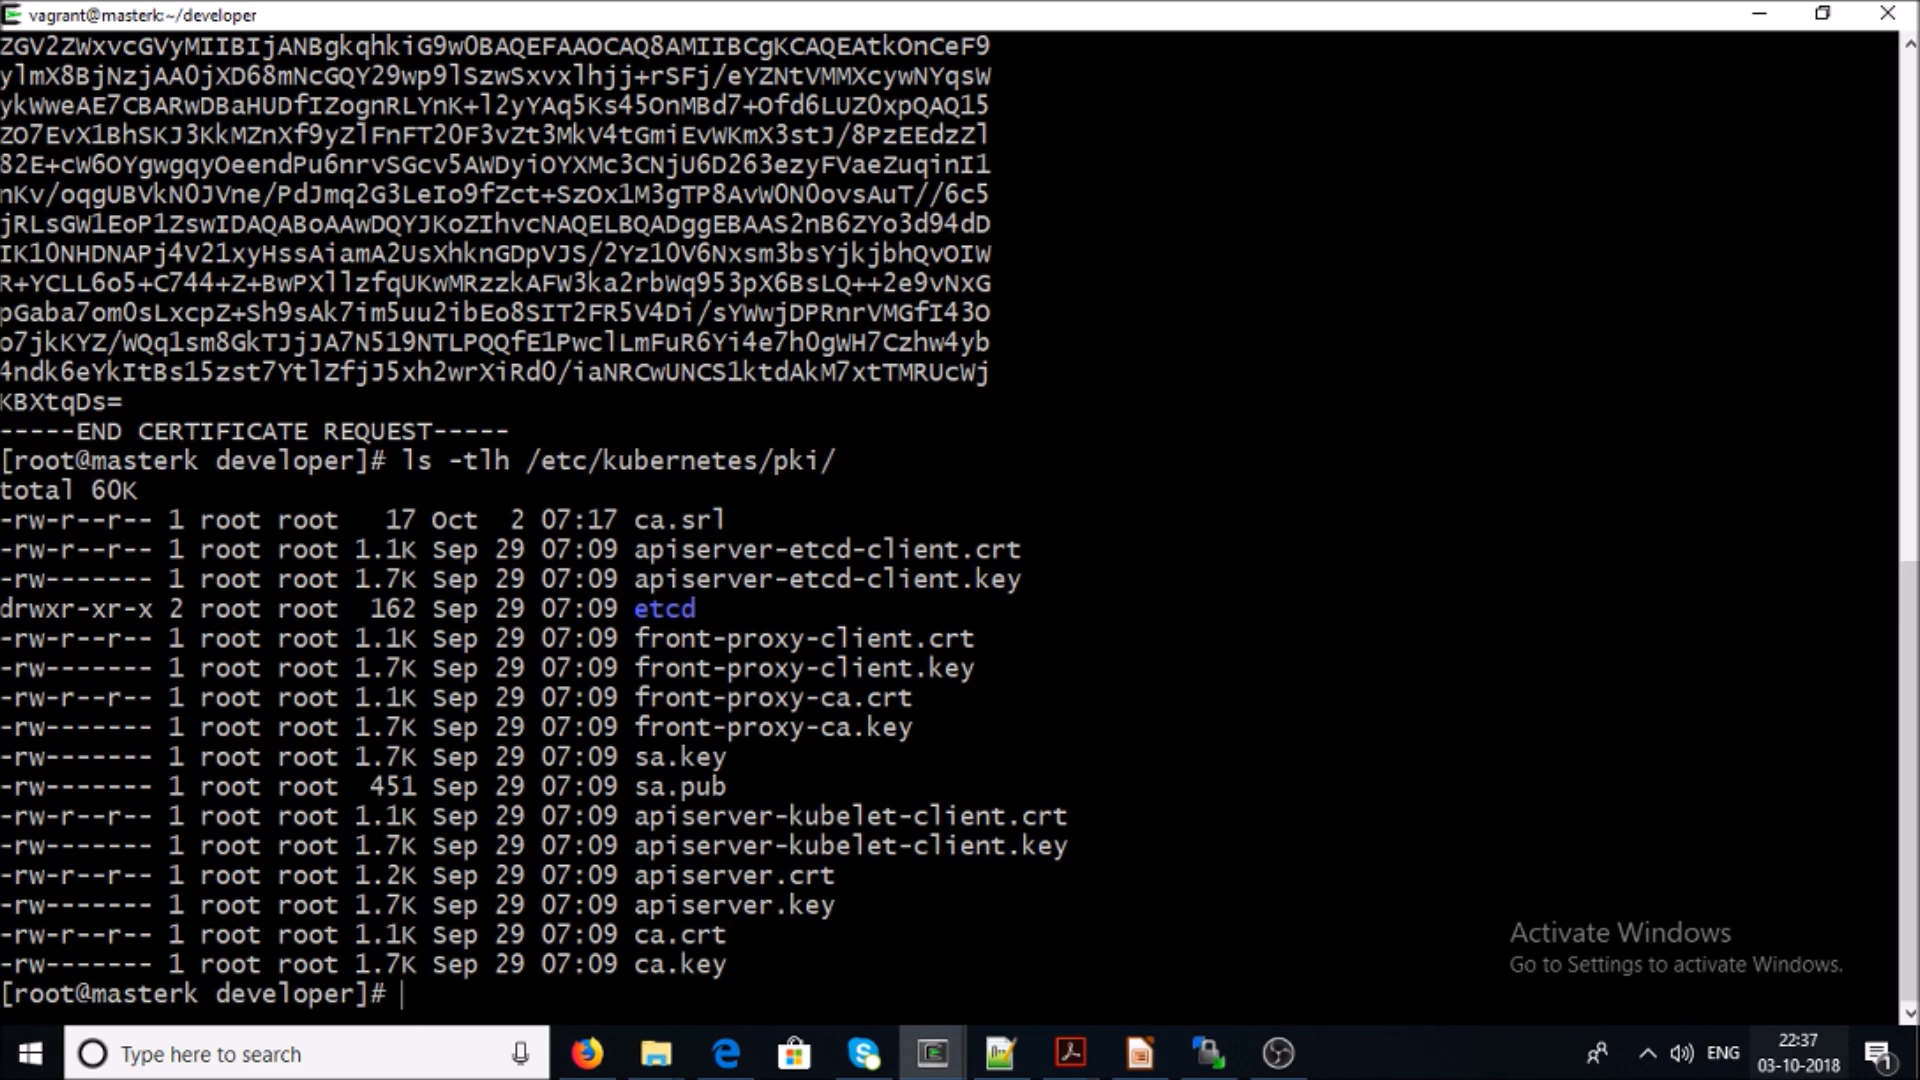 vagrant@masterk:~/developer
ZGV2ZWxvcGVyMIIBIjANBgkqhkiG9w0BAQEFAAOCAQ8AMIIBCgKCAQEAtkOnCeF9
ylmX8BjNzjAA0jXD68mNcGQY29wp9lSzwSxvxlhjj+rSFj/eYZNtVMMXcywNYqsW
ykWweAE7CBARwDBaHUDfIZognRLYnK+l2yYAq5Ks45OnMBd7+Ofd6LUZ0xpQAQ15
ZO7EvX1BhSKJ3KkMZnXf9yZlFnFT20F3vZt3MkV4tGmiEvWKmX3stJ/8PzEEdzZl
82E+cW6OYgwgqyOeendPu6nrvSGcv5AWDyiOYXMc3CNjU6D263ezyFVaeZuqinI1
nKv/oqgUBVkN0JVne/PdJmq2G3LeIo9fZct+SzOx1M3gTP8AvW0N0ovsAuT//6c5
jRLsGW1EoP1ZswIDAQABoAAwDQYJKoZIhvcNAQELBQADggEBAAS2nB6ZYo3d94dD
IK10NHDNAPj4V21xyHssAiamA2UsXhknGDpVJS/2Yz10V6Nxsm3bsYjkjbhQvOIW
R+YCLL6o5+C744+Z+BwPXllzfqUKwMRzzkAFW3ka2rbWq953pX6BsLQ++2e9vNxG
pGaba7om0sLxcpZ+Sh9sAk7im5uu2ibEo8SIT2FR5V4Di/sYWwjDPRnrVMGfI43O
o7jkKYZ/WQq1sm8GkTJjJA7N519NTLPQQfE1PwclLmFuR6Yi4e7h0gWH7Czhw4yb
4ndk6eYkItBs15zst7YtlZfjJ5xh2wrXiRd0/iaNRCwUNCS1ktdAkM7xtTMRUcWj
KBXtqDs=
-----END CERTIFICATE REQUEST-----
[root@masterk developer]# ls -tlh /etc/kubernetes/pki/
total 60K
-rw-r--r-- 1 root root   17 Oct  2 07:17 ca.srl
-rw-r--r-- 1 root root 1.1K Sep 29 07:09 apiserver-etcd-client.crt
-rw------- 1 root root 1.7K Sep 29 07:09 apiserver-etcd-client.key
drwxr-xr-x 2 root root  162 Sep 29 07:09 etcd
-rw-r--r-- 1 root root 1.1K Sep 29 07:09 front-proxy-client.crt
-rw------- 1 root root 1.7K Sep 29 07:09 front-proxy-client.key
-rw-r--r-- 1 root root 1.1K Sep 29 07:09 front-proxy-ca.crt
-rw------- 1 root root 1.7K Sep 29 07:09 front-proxy-ca.key
-rw------- 1 root root 1.7K Sep 29 07:09 sa.key
-rw------- 1 root root  451 Sep 29 07:09 sa.pub
-rw-r--r-- 1 root root 1.1K Sep 29 07:09 apiserver-kubelet-client.crt
-rw------- 1 root root 1.7K Sep 29 07:09 apiserver-kubelet-client.key
-rw-r--r-- 1 root root 1.2K Sep 29 07:09 apiserver.crt
-rw------- 1 root root 1.7K Sep 29 07:09 apiserver.key
-rw-r--r-- 1 root root 1.1K Sep 29 07:09 ca.crt
-rw------- 1 root root 1.7K Sep 29 07:09 ca.key
[root@masterk developer]#
Activate Windows
Go to Settings to activate Windows.
Type here to search
ENG
22:37
03-10-2018
1